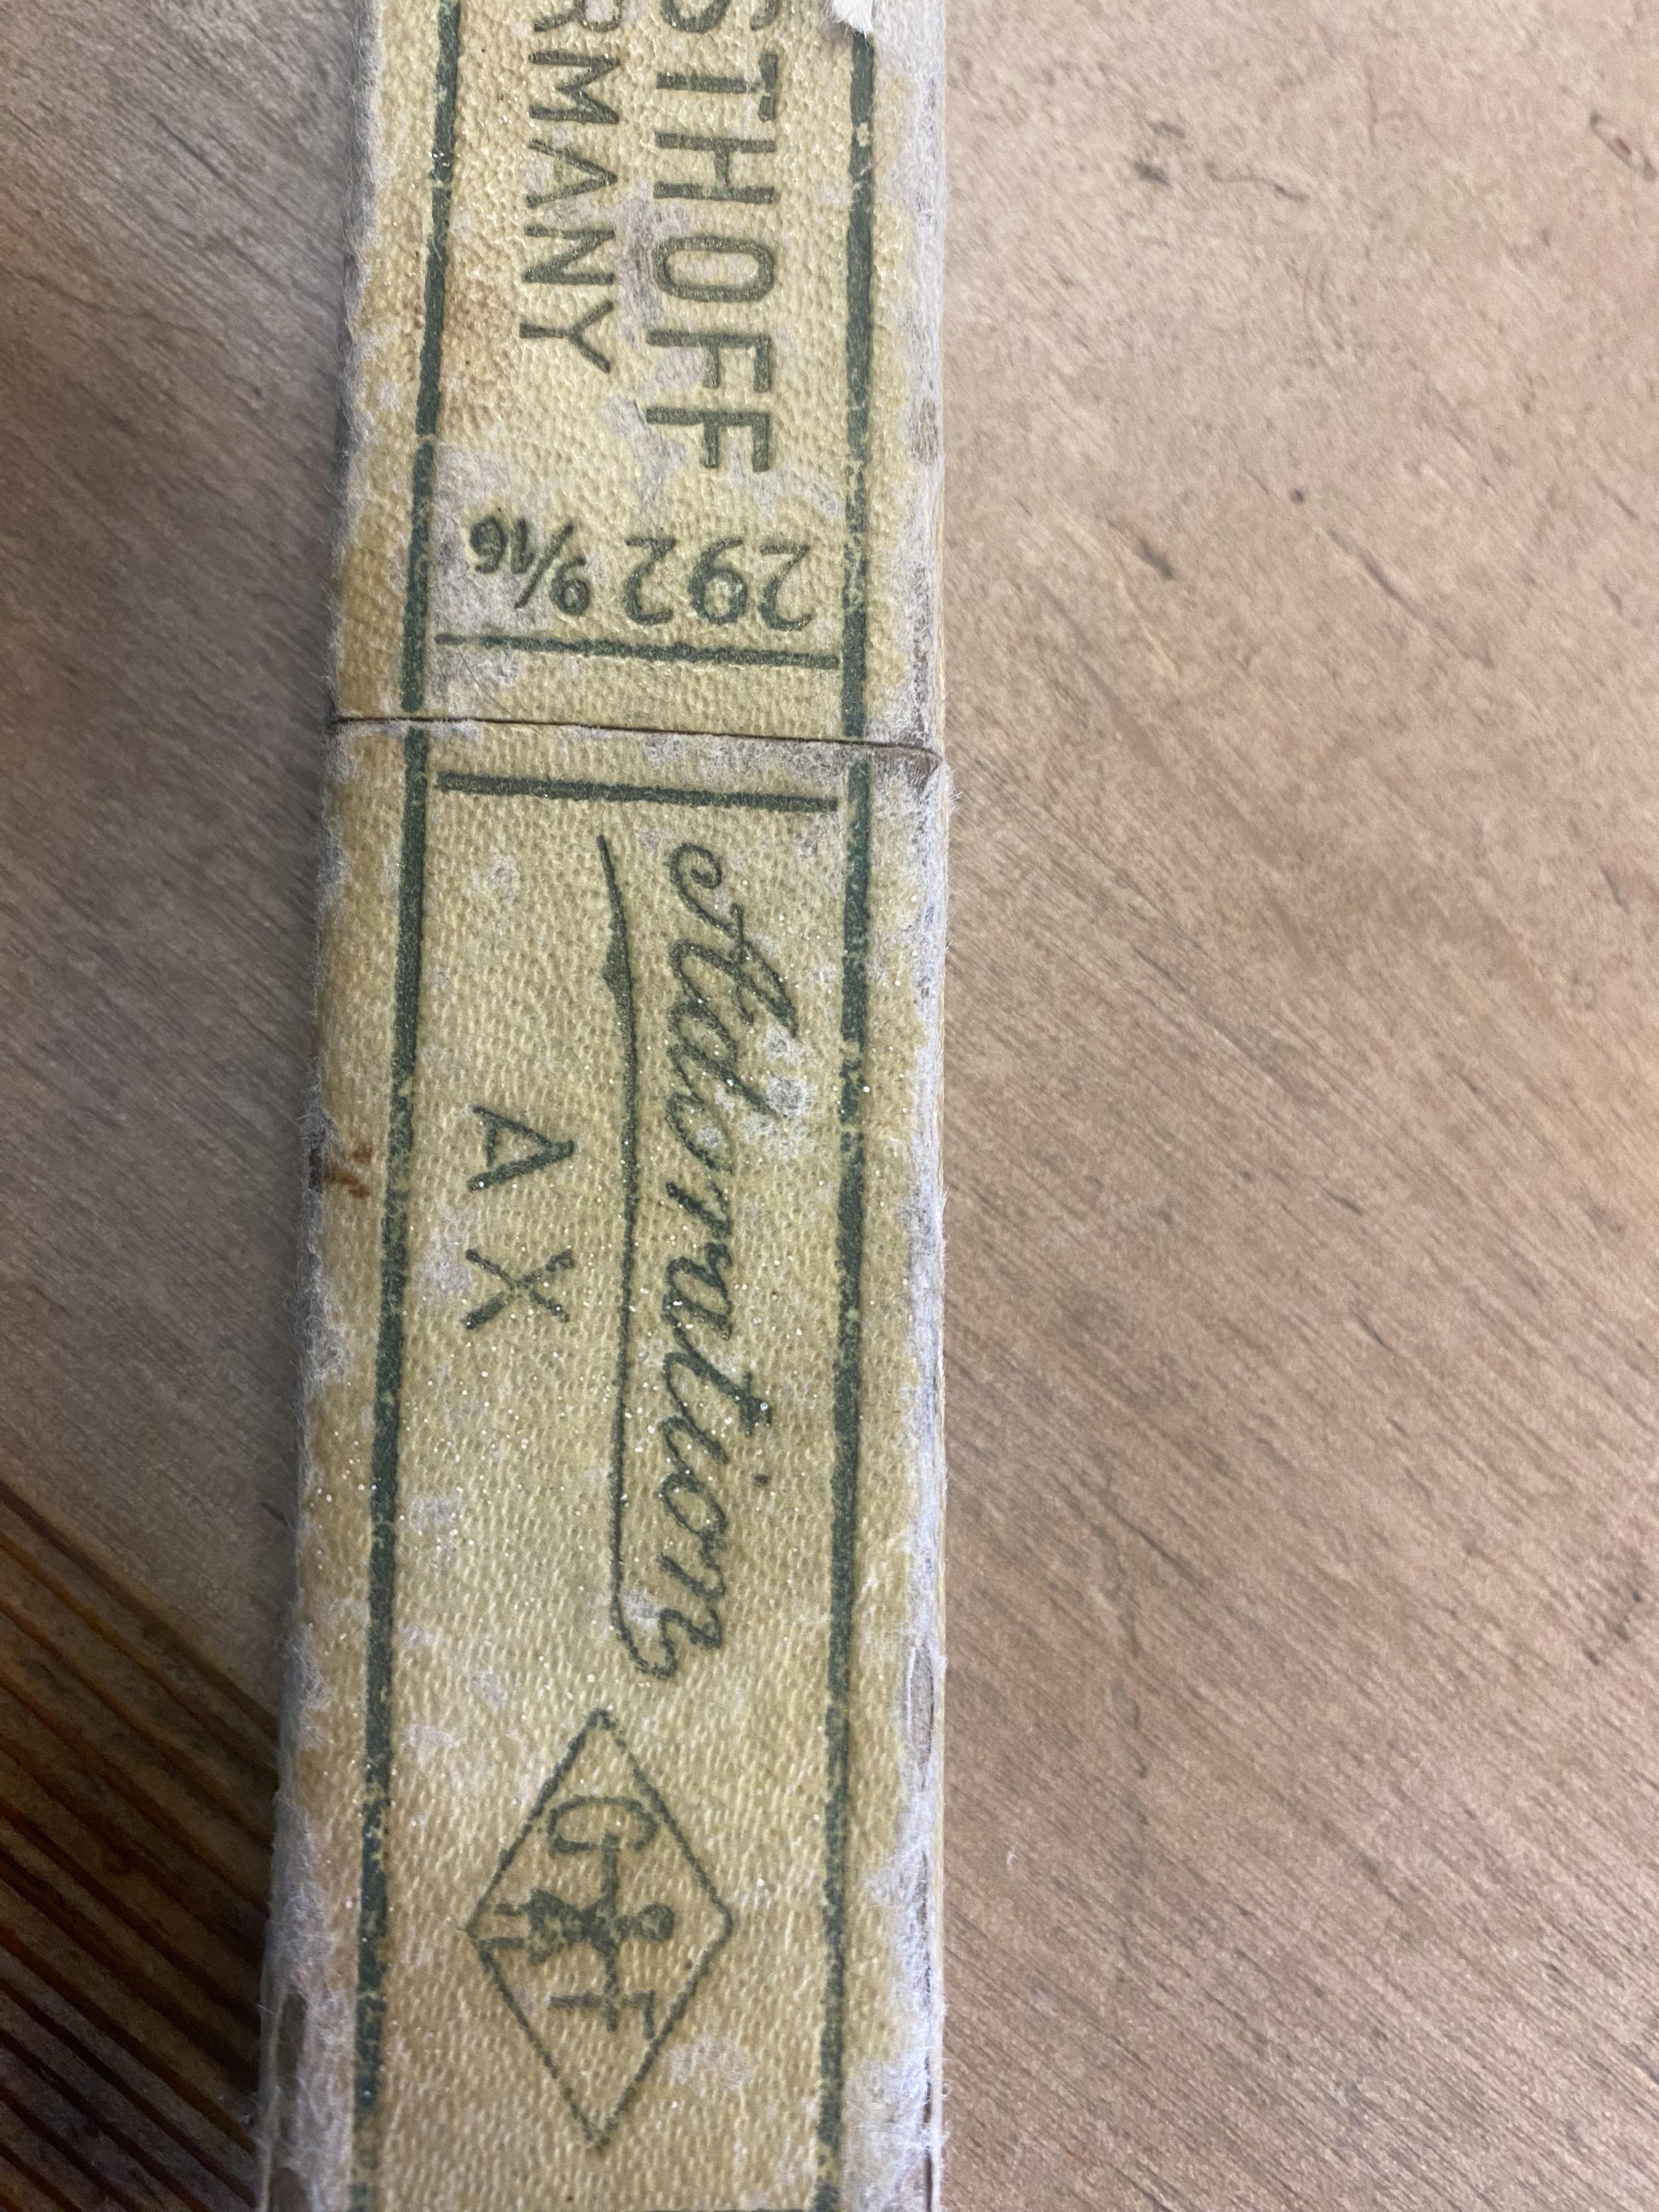 STHOFF
RMANY
292 9/16
Adoration
AX
G F